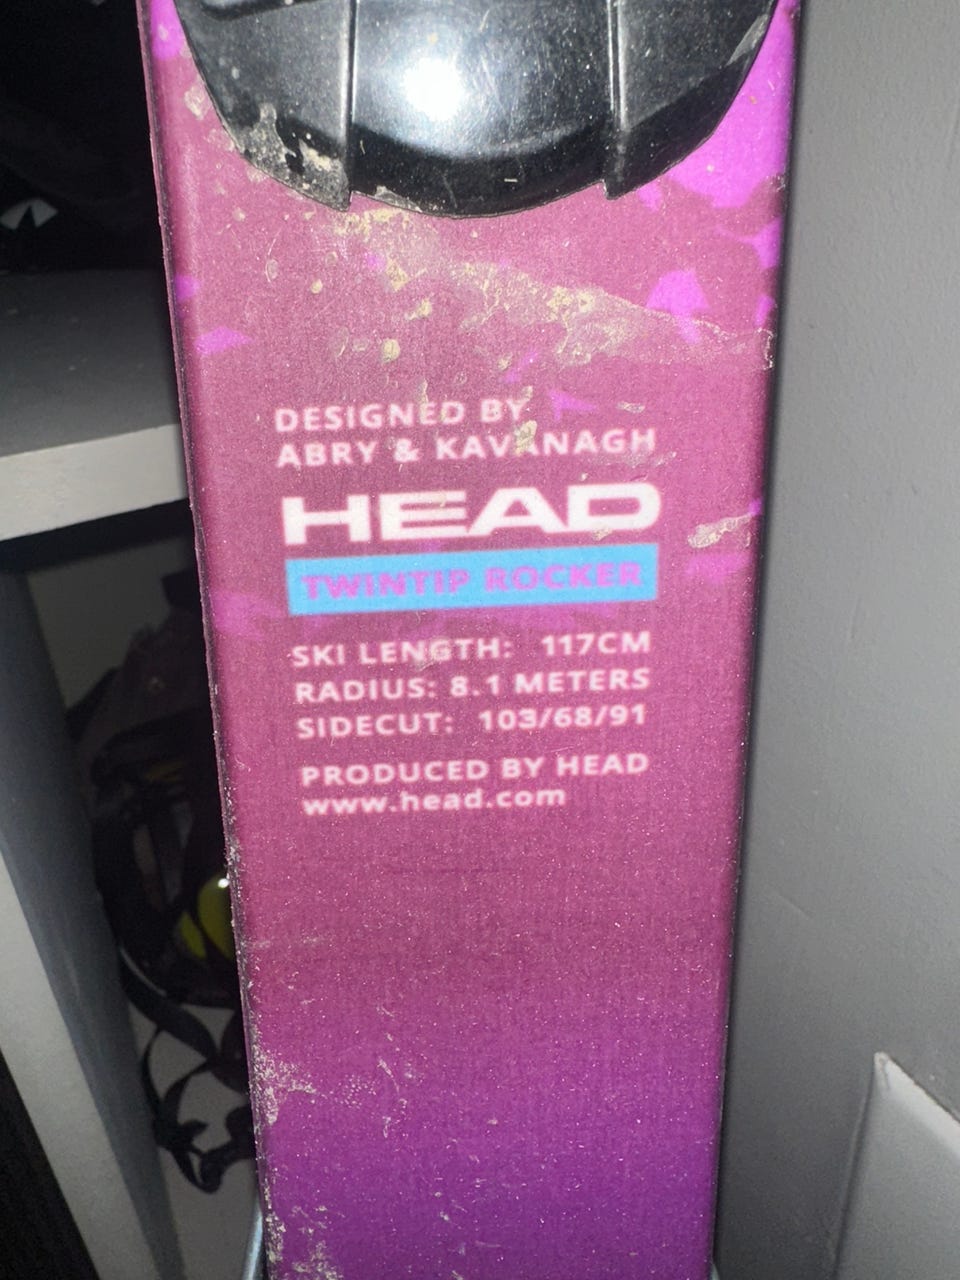 DESIGNED BY
ABRY & KAVANAGH
HEAD
TWINTIP ROCKER
SKI LENGTH: 117CM
RADIUS: 8.1 METERS
SIDECUT: 103/68/91
PRODUCED BY HEAD
www.head.com